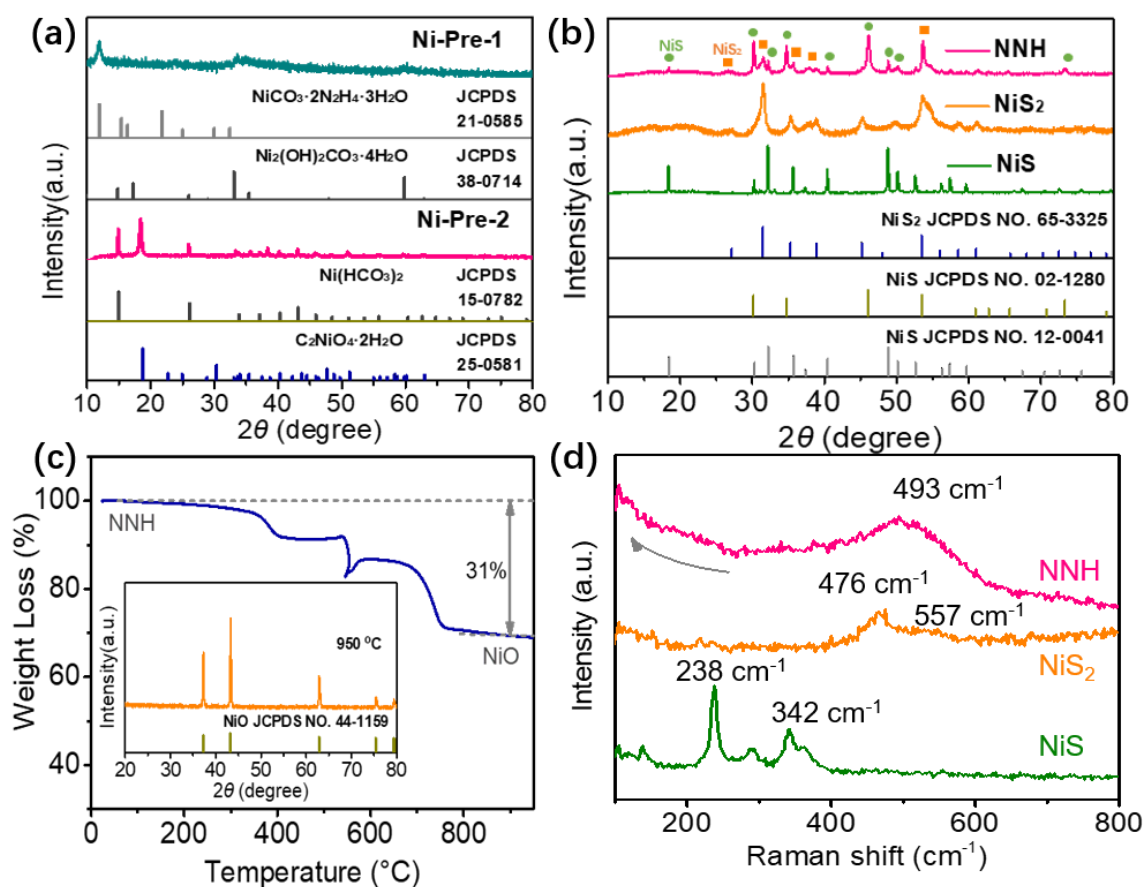 (a)
Ni-Pre-1
NiCO₃·2N₂H₄·3H₂O
JCPDS
21-0585
Ni₂(OH)₂CO₃·4H₂O
JCPDS
38-0714
Ni-Pre-2
Ni(HCO₃)₂
JCPDS
15-0782
C₂NiO₄·2H₂O
JCPDS
25-0581
Intensity(a.u.)
10 20 30 40 50 60 70 80
2θ (degree)
(b)
NiS
NiS₂
NNH
NiS₂
NiS
NiS₂ JCPDS NO. 65-3325
NiS JCPDS NO. 02-1280
NiS JCPDS NO. 12-0041
Intensity(a.u.)
10 20 30 40 50 60 70 80
2θ (degree)
(c)
100
90
80
70
60
50
40
Weight Loss (%)
NNH
31%
NiO
950 ⁰C
NiO JCPDS NO. 44-1159
Intensity(a.u.)
20 30 40 50 60 70 80
2θ (degree)
0 200 400 600 800
Temperature (°C)
(d)
493 cm⁻¹
NNH
476 cm⁻¹
557 cm⁻¹
NiS₂
238 cm⁻¹
342 cm⁻¹
NiS
Intensity (a.u.)
200 400 600 800
Raman shift (cm⁻¹)